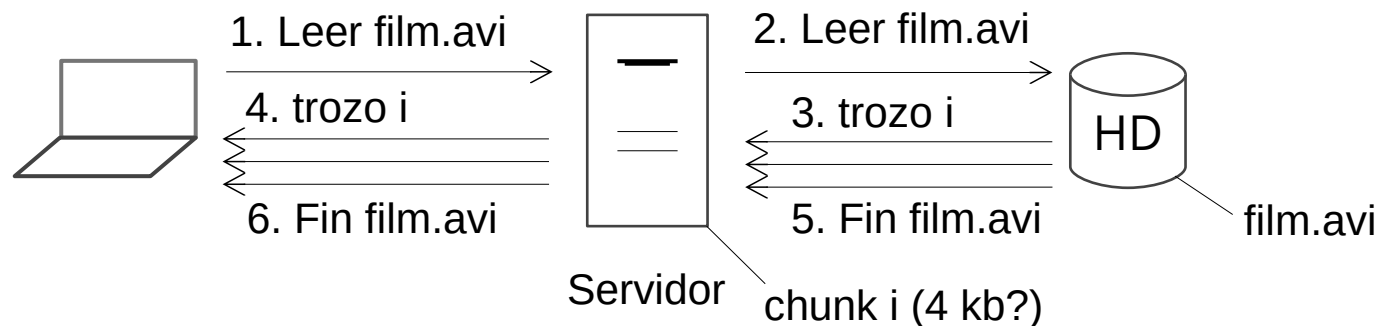 1. Leer film.avi
2. Leer film.avi
4. trozo i
3. trozo i
HD
6. Fin film.avi
5. Fin film.avi
film.avi
Servidor
chunk i (4 kb?)